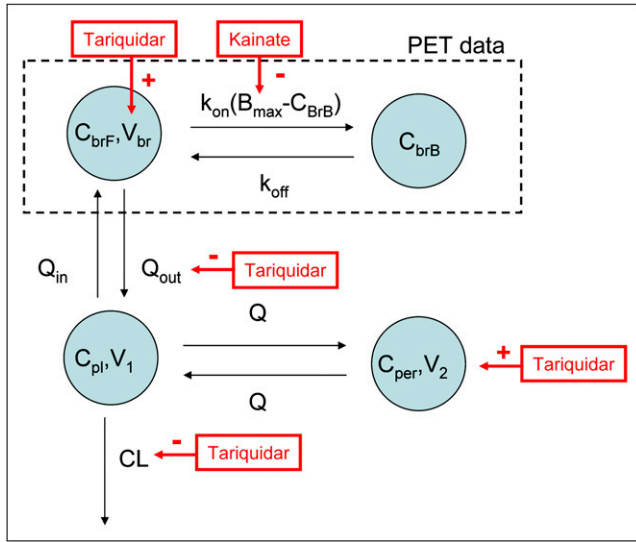 Tariquidar
Kainate
PET data
+
-
k_on(B_max-C_BrB)
C_brF,V_br
C_brB
k_off
Q_in
Q_out
-
Tariquidar
Q
C_pl,V_1
C_per,V_2
+
Tariquidar
Q
CL
-
Tariquidar